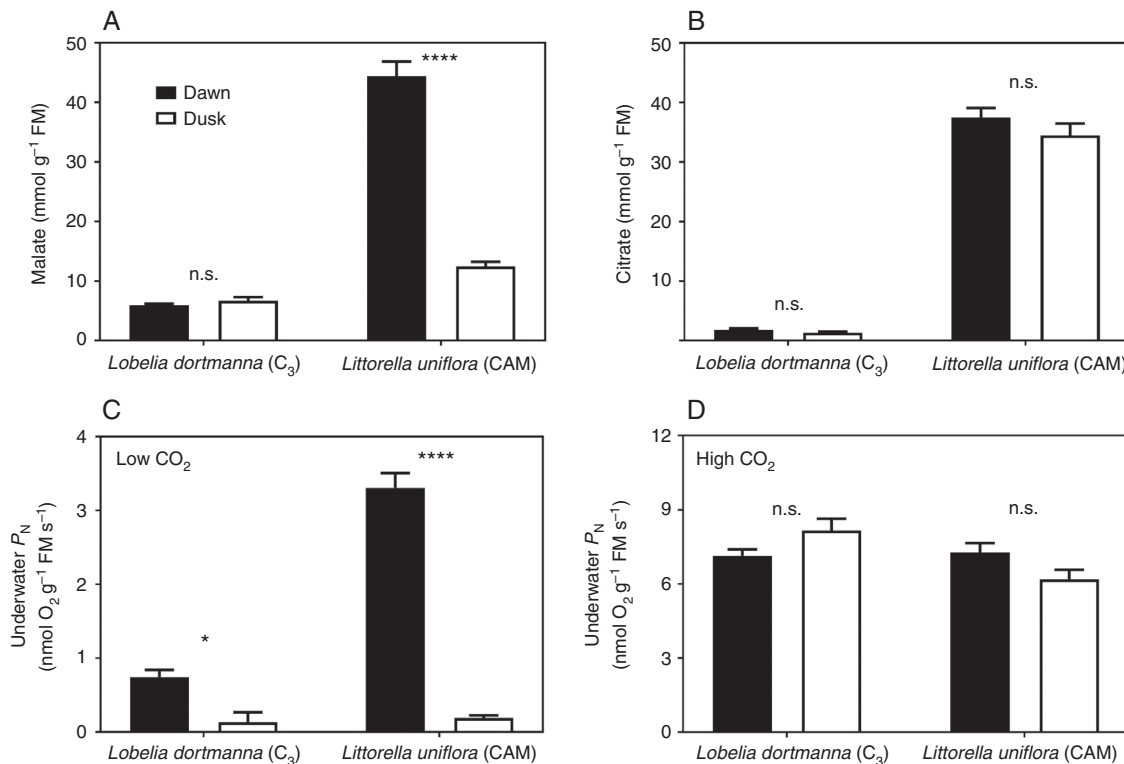 A
Malate (mmol g⁻¹ FM)
50
40
30
20
10
0
Dawn
Dusk
n.s.
****
Lobelia dortmanna (C₃)
Littorella uniflora (CAM)
B
Citrate (mmol g⁻¹ FM)
50
40
30
20
10
n.s.
n.s.
Lobelia dortmanna (C₃)
Littorella uniflora (CAM)
C
Underwater Pɴ
(nmol O₂ g⁻¹ FM s⁻¹)
4
3
2
1
0
Low CO₂
*
****
Lobelia dortmanna (C₃)
Littorella uniflora (CAM)
D
Underwater Pɴ
(nmol O₂ g⁻¹ FM s⁻¹)
12
9
6
3
0
High CO₂
n.s.
n.s.
Lobelia dortmanna (C₃)
Littorella uniflora (CAM)